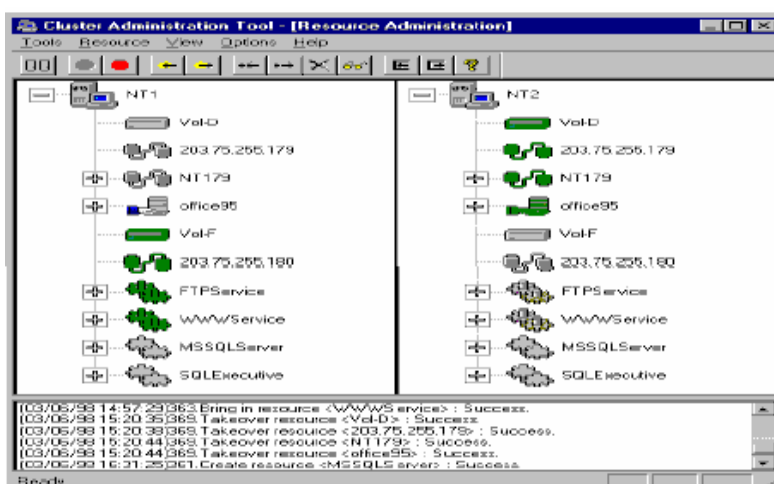 Cluster Administration Tool - [Resource Administration]
Tools Resource View Options Help
NT1
Vol-D
203.75.255.179
NT179
office95
Vol-F
203.75.255.180
FTPService
WWWService
MSSQLServer
SQLExecutive
NT2
Vol-D
203.75.255.179
NT179
office95
Vol-F
203.75.255.180
FTPService
WWWService
MSSQLServer
SQLExecutive
(03/06/98 14:57:29)363.Bring in resource <WWWService> : Success.
(03/06/98 15:20:35)369.Takeover resource <Vol-D> : Success.
(03/06/98 15:20:38)369.Takeover resource <203.75.255.179> : Success.
(03/06/98 15:20:44)369.Takeover resource <NT179> : Success.
(03/06/98 15:20:44)369.Takeover resource <office95> : Success.
(03/06/98 16:31:25)361.Create resource <MSSQLServer> : Success.
Ready